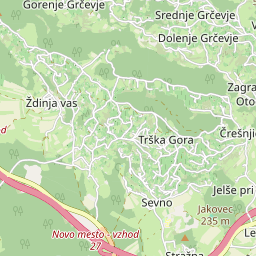 Gorenje Grčevje
Srednje Grčevje
Dolenje Grčevje
Ždinja vas
Trška Gora
Sevno
Jelše pri
Jakovec
235 m
Novo mesto - vzhod
27
Stražna